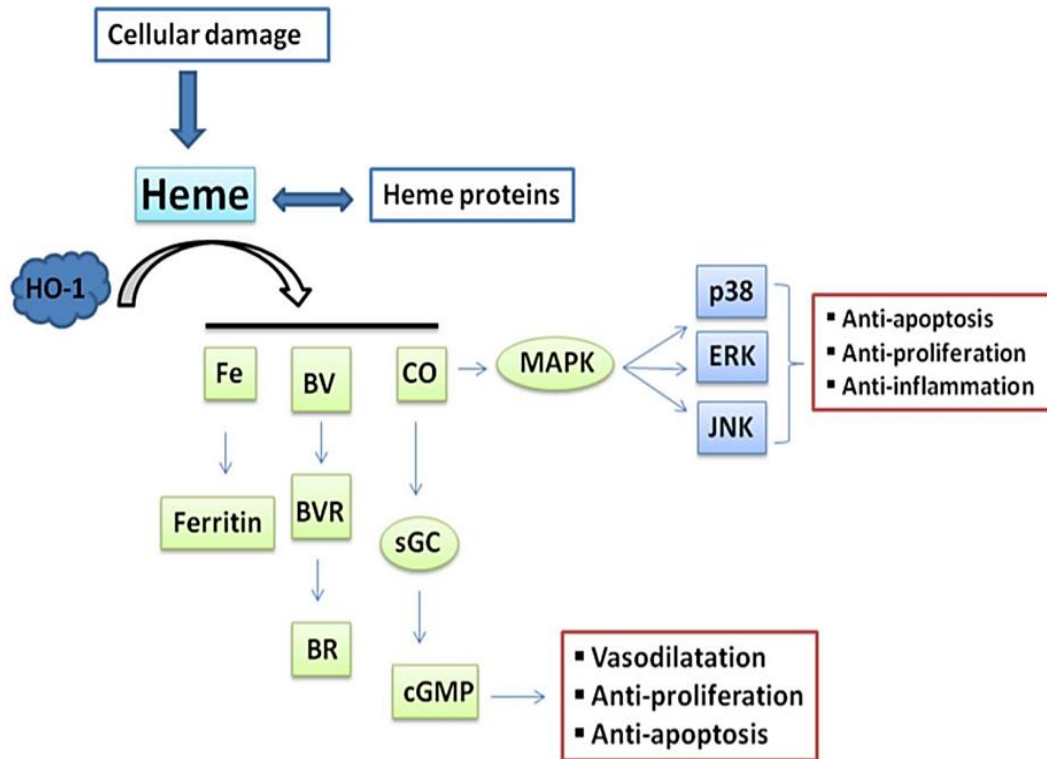 Cellular damage
Heme
Heme proteins
HO-1
Fe
BV
CO
MAPK
p38
ERK
JNK
▪ Anti-apoptosis
▪ Anti-proliferation
▪ Anti-inflammation
Ferritin
BVR
sGC
BR
cGMP
▪ Vasodilatation
▪ Anti-proliferation
▪ Anti-apoptosis